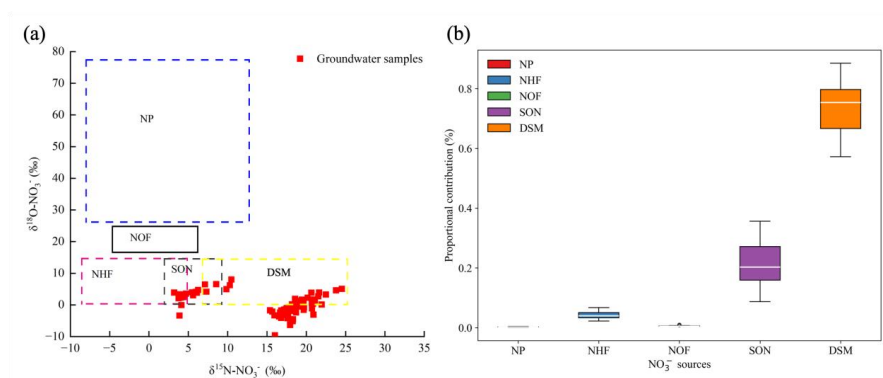 (a)
80
70
60
50
40
30
20
10
0
−10
δ¹⁸O-NO₃⁻ (‰)
Groundwater samples
NP
NOF
NHF
SON
DSM
−10 −5 0 5 10 15 20 25 30 35
δ¹⁵N-NO₃⁻ (‰)
(b)
NP
NHF
NOF
SON
DSM
0.8
0.6
0.4
0.2
0.0
Proportional contribution (%)
NP NHF NOF SON DSM
NO₃⁻ sources